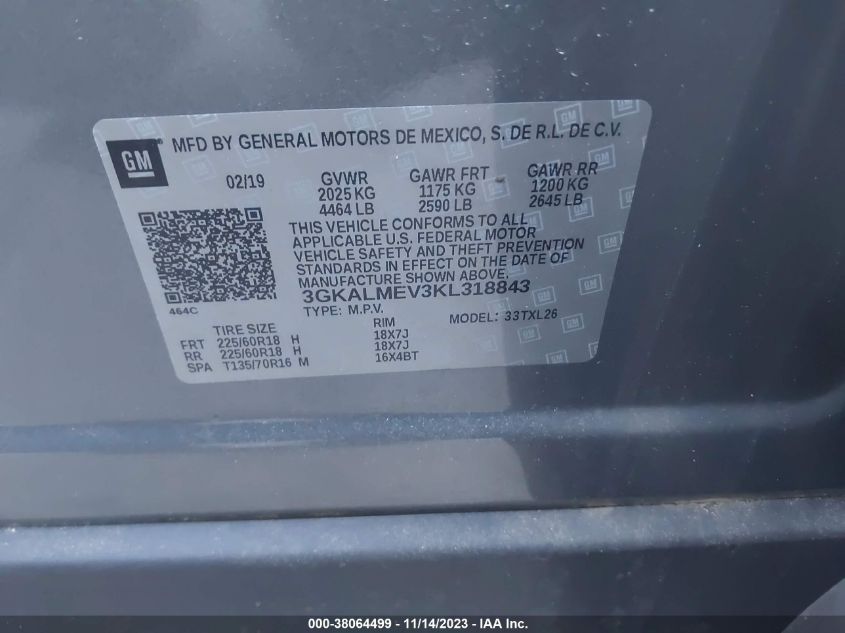 GM
MFD BY GENERAL MOTORS DE MEXICO, S. DE R.L. DE C.V.
02/19
GVWR GAWR FRT GAWR RR
2025 KG 1175 KG 1200 KG
4464 LB 2590 LB 2645 LB
THIS VEHICLE CONFORMS TO ALL
APPLICABLE U.S. FEDERAL MOTOR
VEHICLE SAFETY AND THEFT PREVENTION
STANDARDS IN EFFECT ON THE DATE OF
MANUFACTURE SHOWN ABOVE.
3GKALMEV3KL318843
464C
TYPE: M.P.V. MODEL: 33TXL26
TIRE SIZE RIM
FRT 225/60R18 H 18X7J
RR 225/60R18 H 18X7J
SPA T135/70R16 M 16X4BT
000-38064499 - 11/14/2023 - IAA Inc.